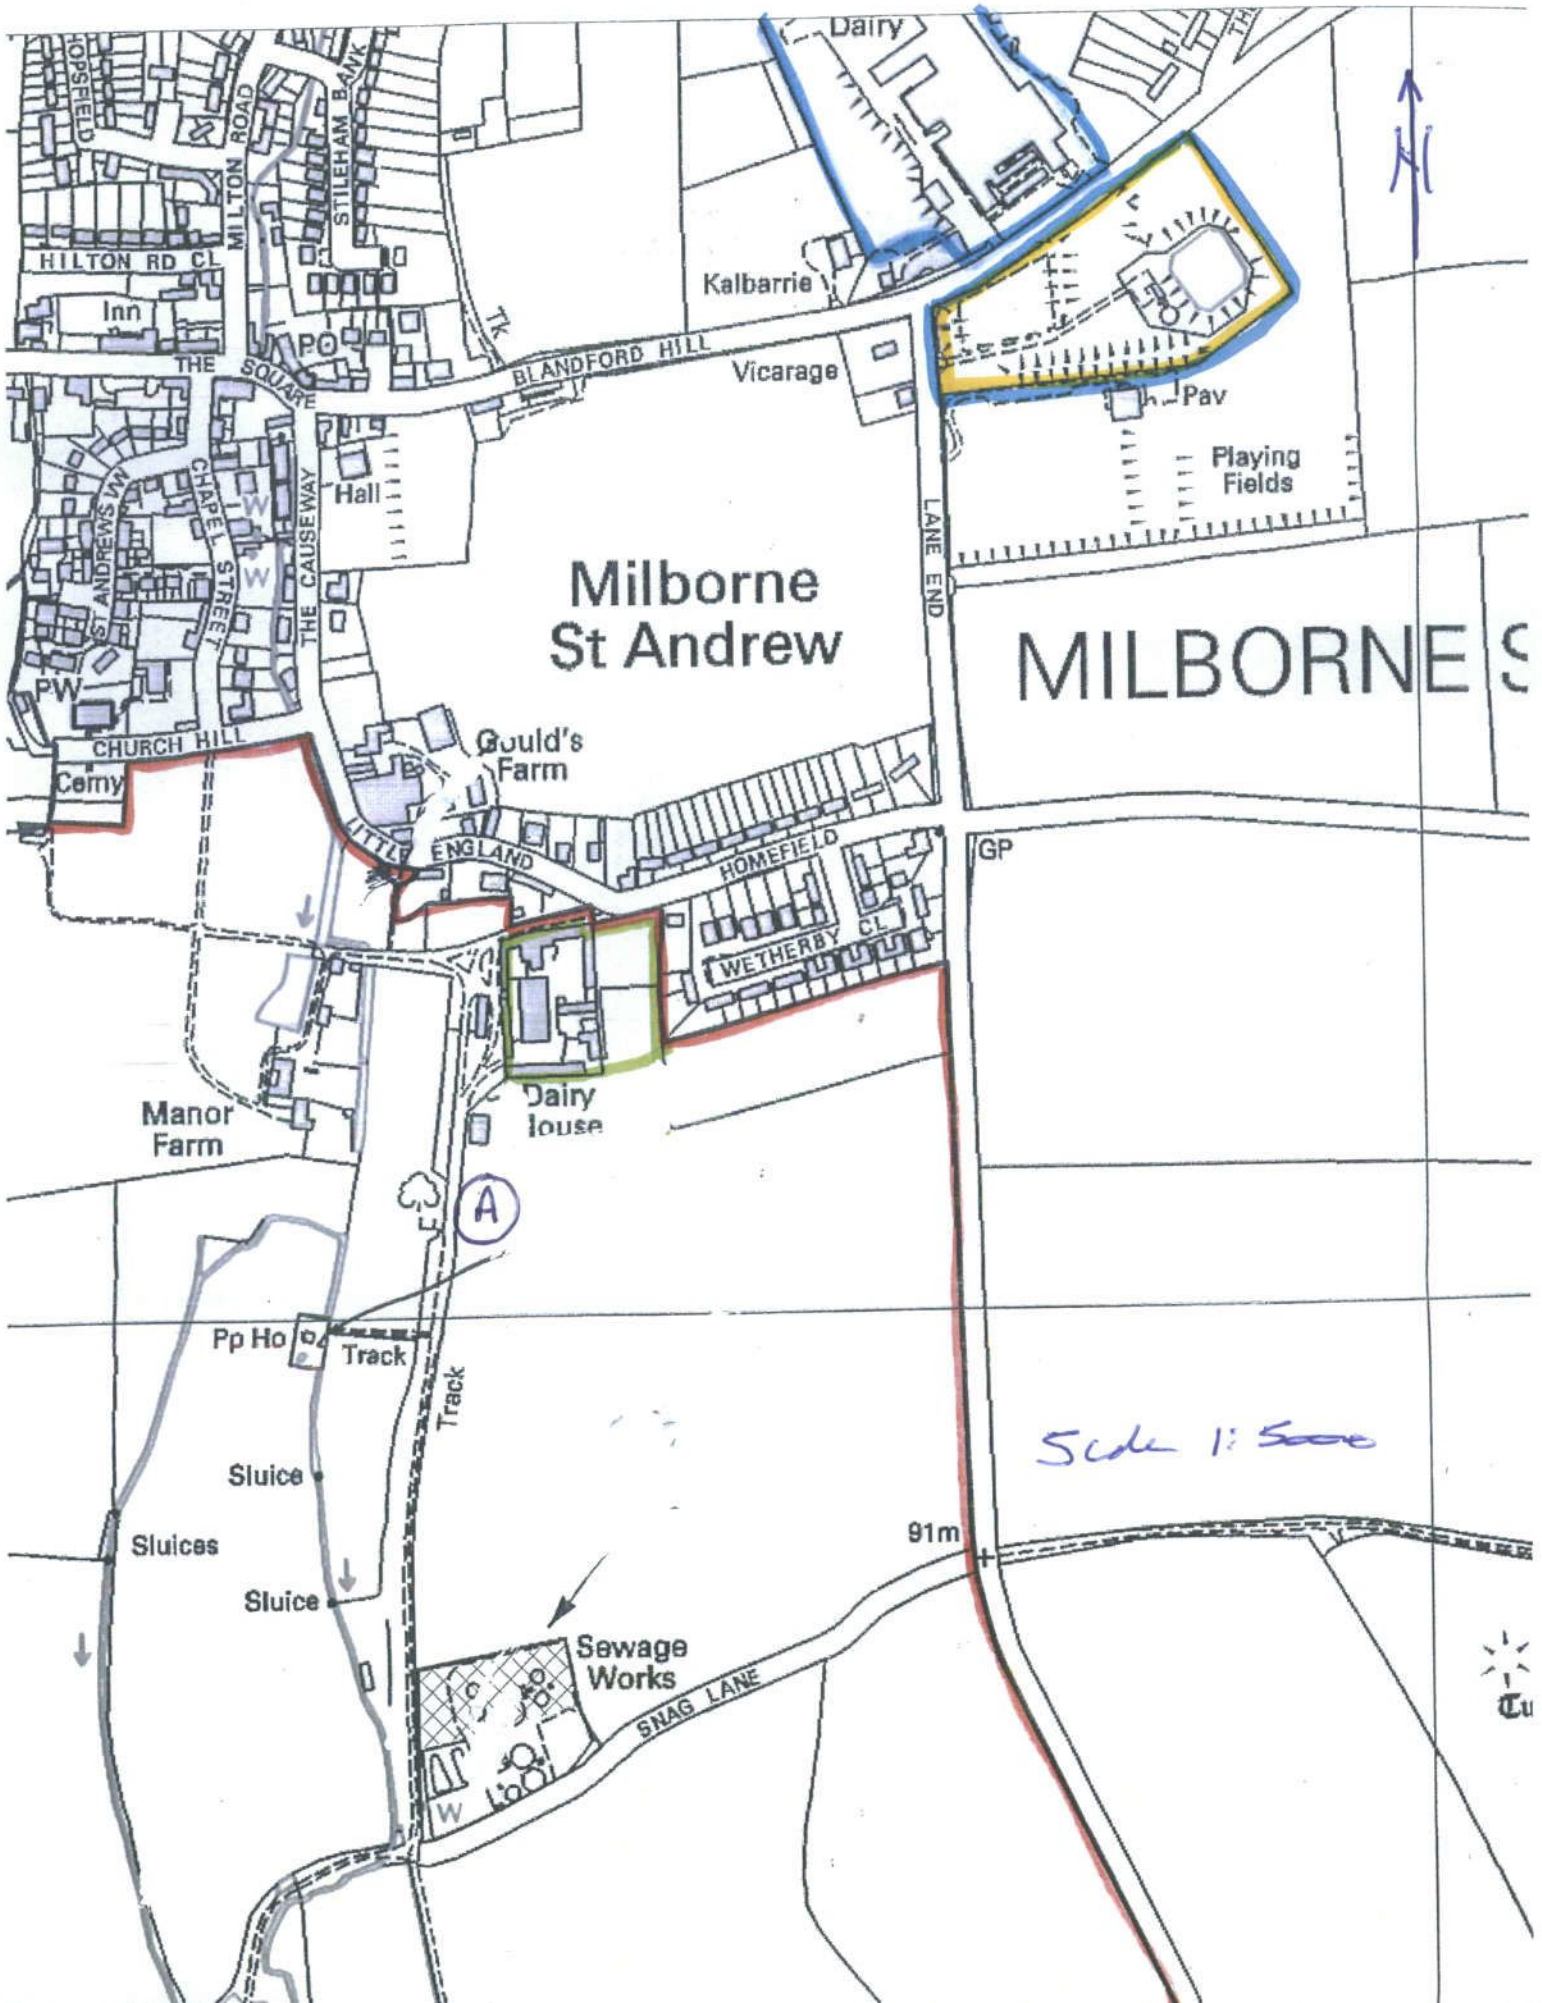 Dairy
HOPSFIELD
MILTON ROAD
STILEHAM BANK
N
HILTON RD CL
Kalbarrie
Inn
Tk
PO
THE SQUARE
BLANDFORD HILL
Vicarage
Pav
Playing
Fields
ST ANDREWS VW
CHAPEL STREET
W
THE CAUSEWAY
Hall
LANE END
W
Milborne
St Andrew
MILBORNE S
PW
CHURCH HILL
Cemy
Gould's
Farm
LITTLE ENGLAND
HOMEFIELD
GP
WETHERBY CL
Manor
Farm
Dairy
House
A
Pp Ho
Track
Track
Scale 1:5000
Sluice
Sluices
91m
Sluice
Sewage
Works
SNAG LANE
W
Tu